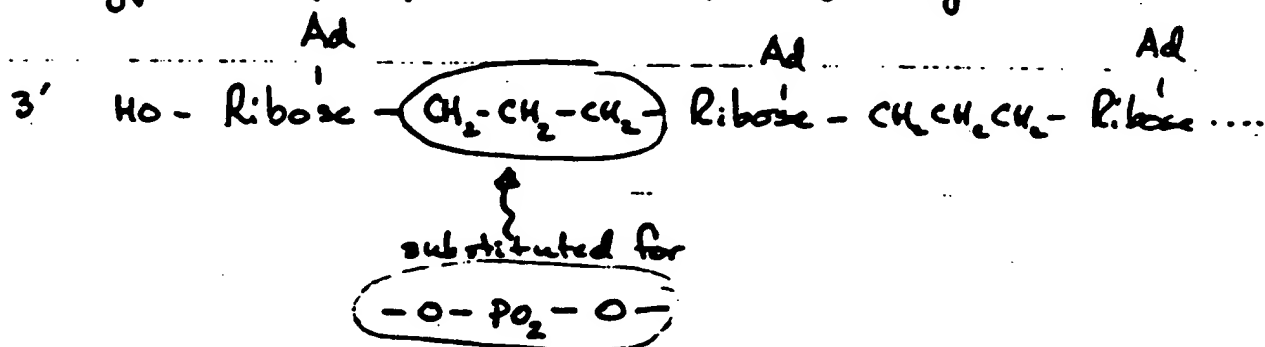 Ad Ad Ad
3' HO - Ribose - CH₂-CH₂-CH₂ - Ribose - CH₂CH₂CH₂- Ribose ....
substituted for
- O - PO₂ - O -